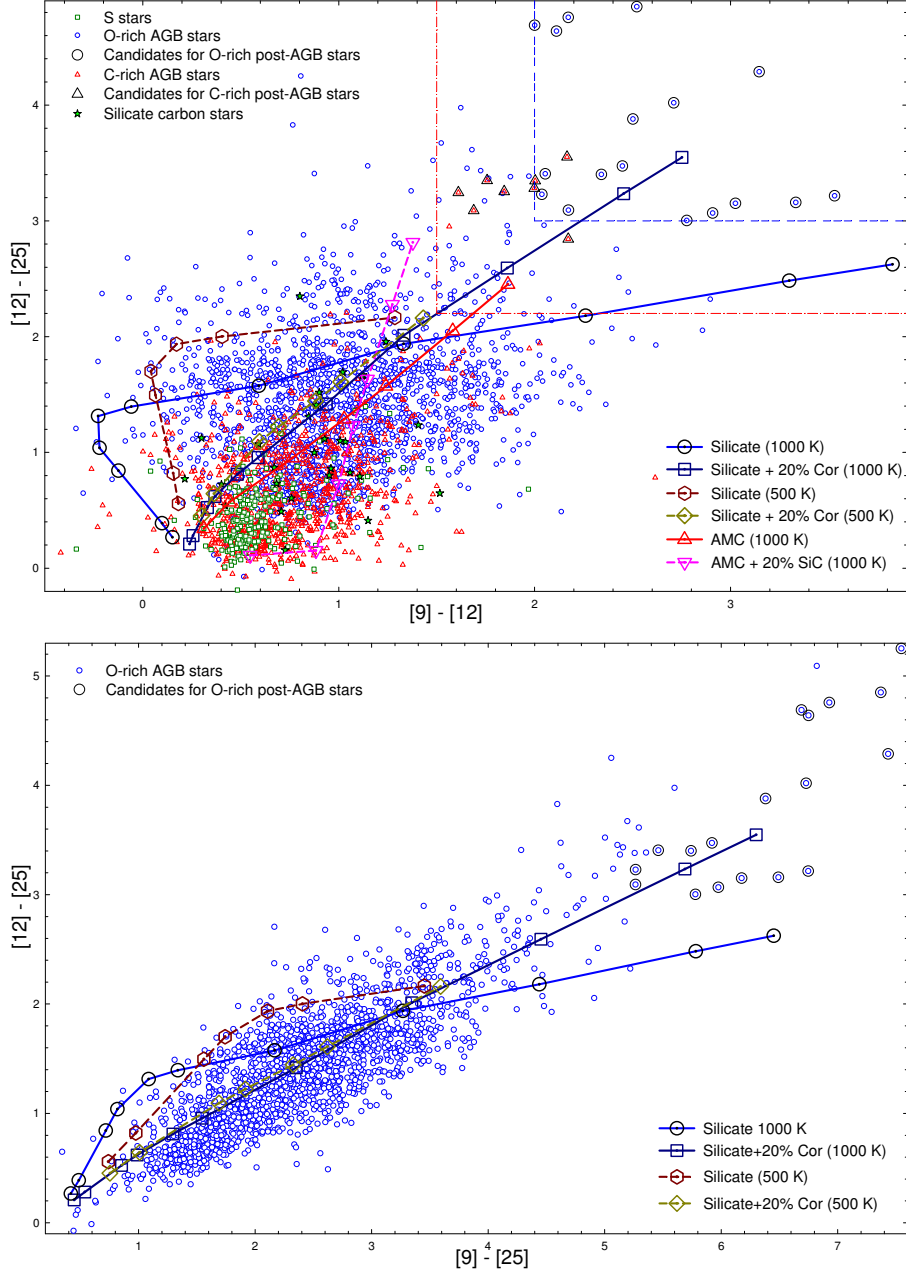 S stars
O-rich AGB stars
Candidates for O-rich post-AGB stars
C-rich AGB stars
Candidates for C-rich post-AGB stars
Silicate carbon stars
4
3
2
1
0
[12] - [25]
Silicate (1000 K)
Silicate + 20% Cor (1000 K)
Silicate (500 K)
Silicate + 20% Cor (500 K)
AMC (1000 K)
AMC + 20% SiC (1000 K)
0 1 2 3
[9] - [12]
O-rich AGB stars
Candidates for O-rich post-AGB stars
5
4
3
2
1
0
[12] - [25]
Silicate 1000 K
Silicate+20% Cor (1000 K)
Silicate (500 K)
Silicate+20% Cor (500 K)
1 2 3 4 5 6 7
[9] - [25]